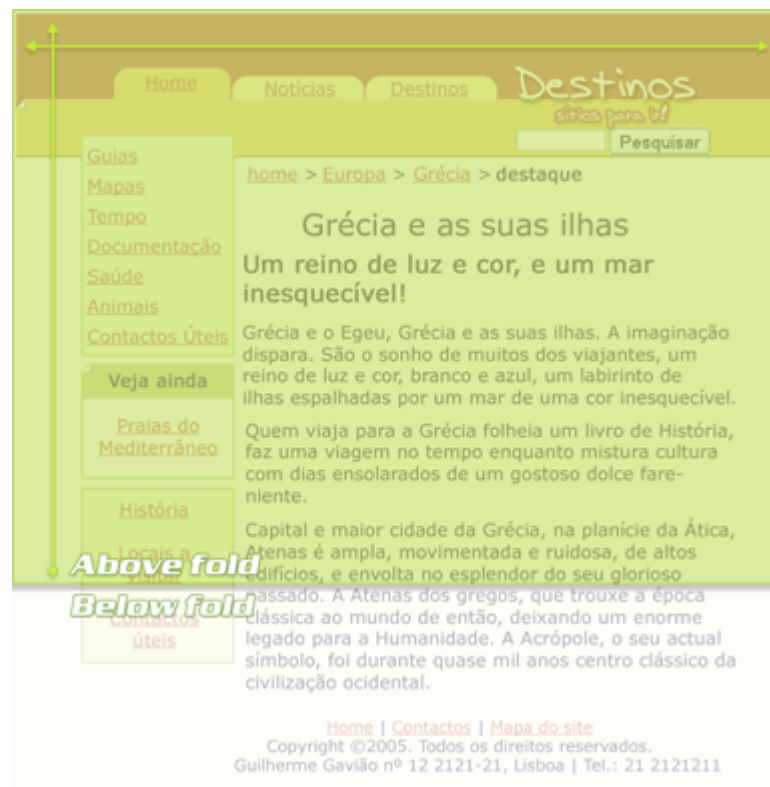 Home
Notícias
Destinos
Destinos
sítios para ir!
Pesquisar
Guias
Mapas
Tempo
Documentação
Saúde
Animais
Contactos Úteis
Veja ainda
Praias do
Mediterrâneo
História
Locais a
visitar
Contactos
úteis
home > Europa > Grécia > destaque
Grécia e as suas ilhas
Um reino de luz e cor, e um mar
inesquecível!
Grécia e o Egeu, Grécia e as suas ilhas. A imaginação
dispara. São o sonho de muitos dos viajantes, um
reino de luz e cor, branco e azul, um labirinto de
ilhas espalhadas por um mar de uma cor inesquecível.
Quem viaja para a Grécia folheia um livro de História,
faz uma viagem no tempo enquanto mistura cultura
com dias ensolarados de um gostoso dolce fare-
niente.
Capital e maior cidade da Grécia, na planície da Ática,
Atenas é ampla, movimentada e ruidosa, de altos
edifícios, e envolta no esplendor do seu glorioso
passado. A Atenas dos gregos, que trouxe a época
clássica ao mundo de então, deixando um enorme
legado para a Humanidade. A Acrópole, o seu actual
símbolo, foi durante quase mil anos centro clássico da
civilização ocidental.
Above fold
Below fold
Home | Contactos | Mapa do site
Copyright ©2005. Todos os direitos reservados.
Guilherme Gavião nº 12 2121-21, Lisboa | Tel.: 21 2121211